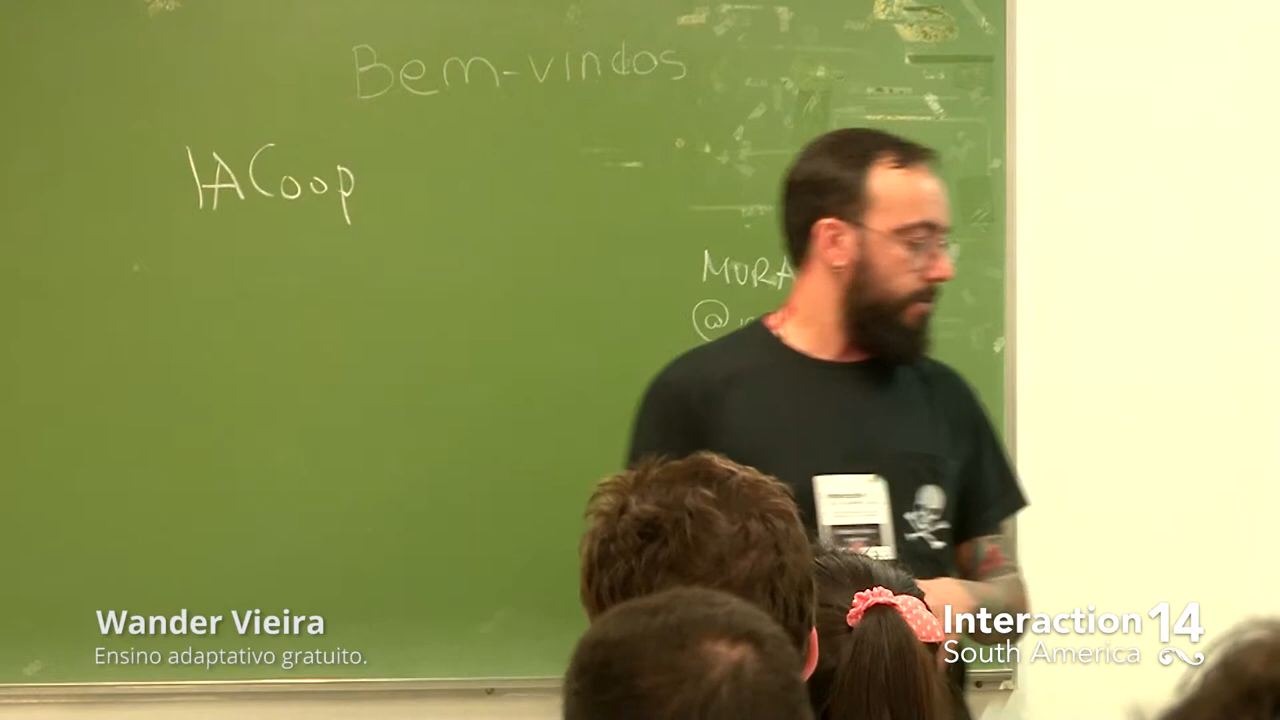 Bem-vindos
IACoop
MURA
@
Wander Vieira
Ensino adaptativo gratuito.
Interaction 14
South America